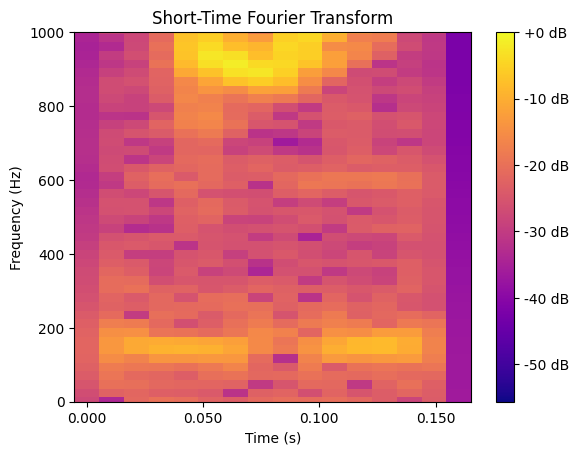 Short-Time Fourier Transform
1000
800
600
400
200
0
Frequency (Hz)
0.000
0.050
0.100
0.150
Time (s)
+0 dB
-10 dB
-20 dB
-30 dB
-40 dB
-50 dB